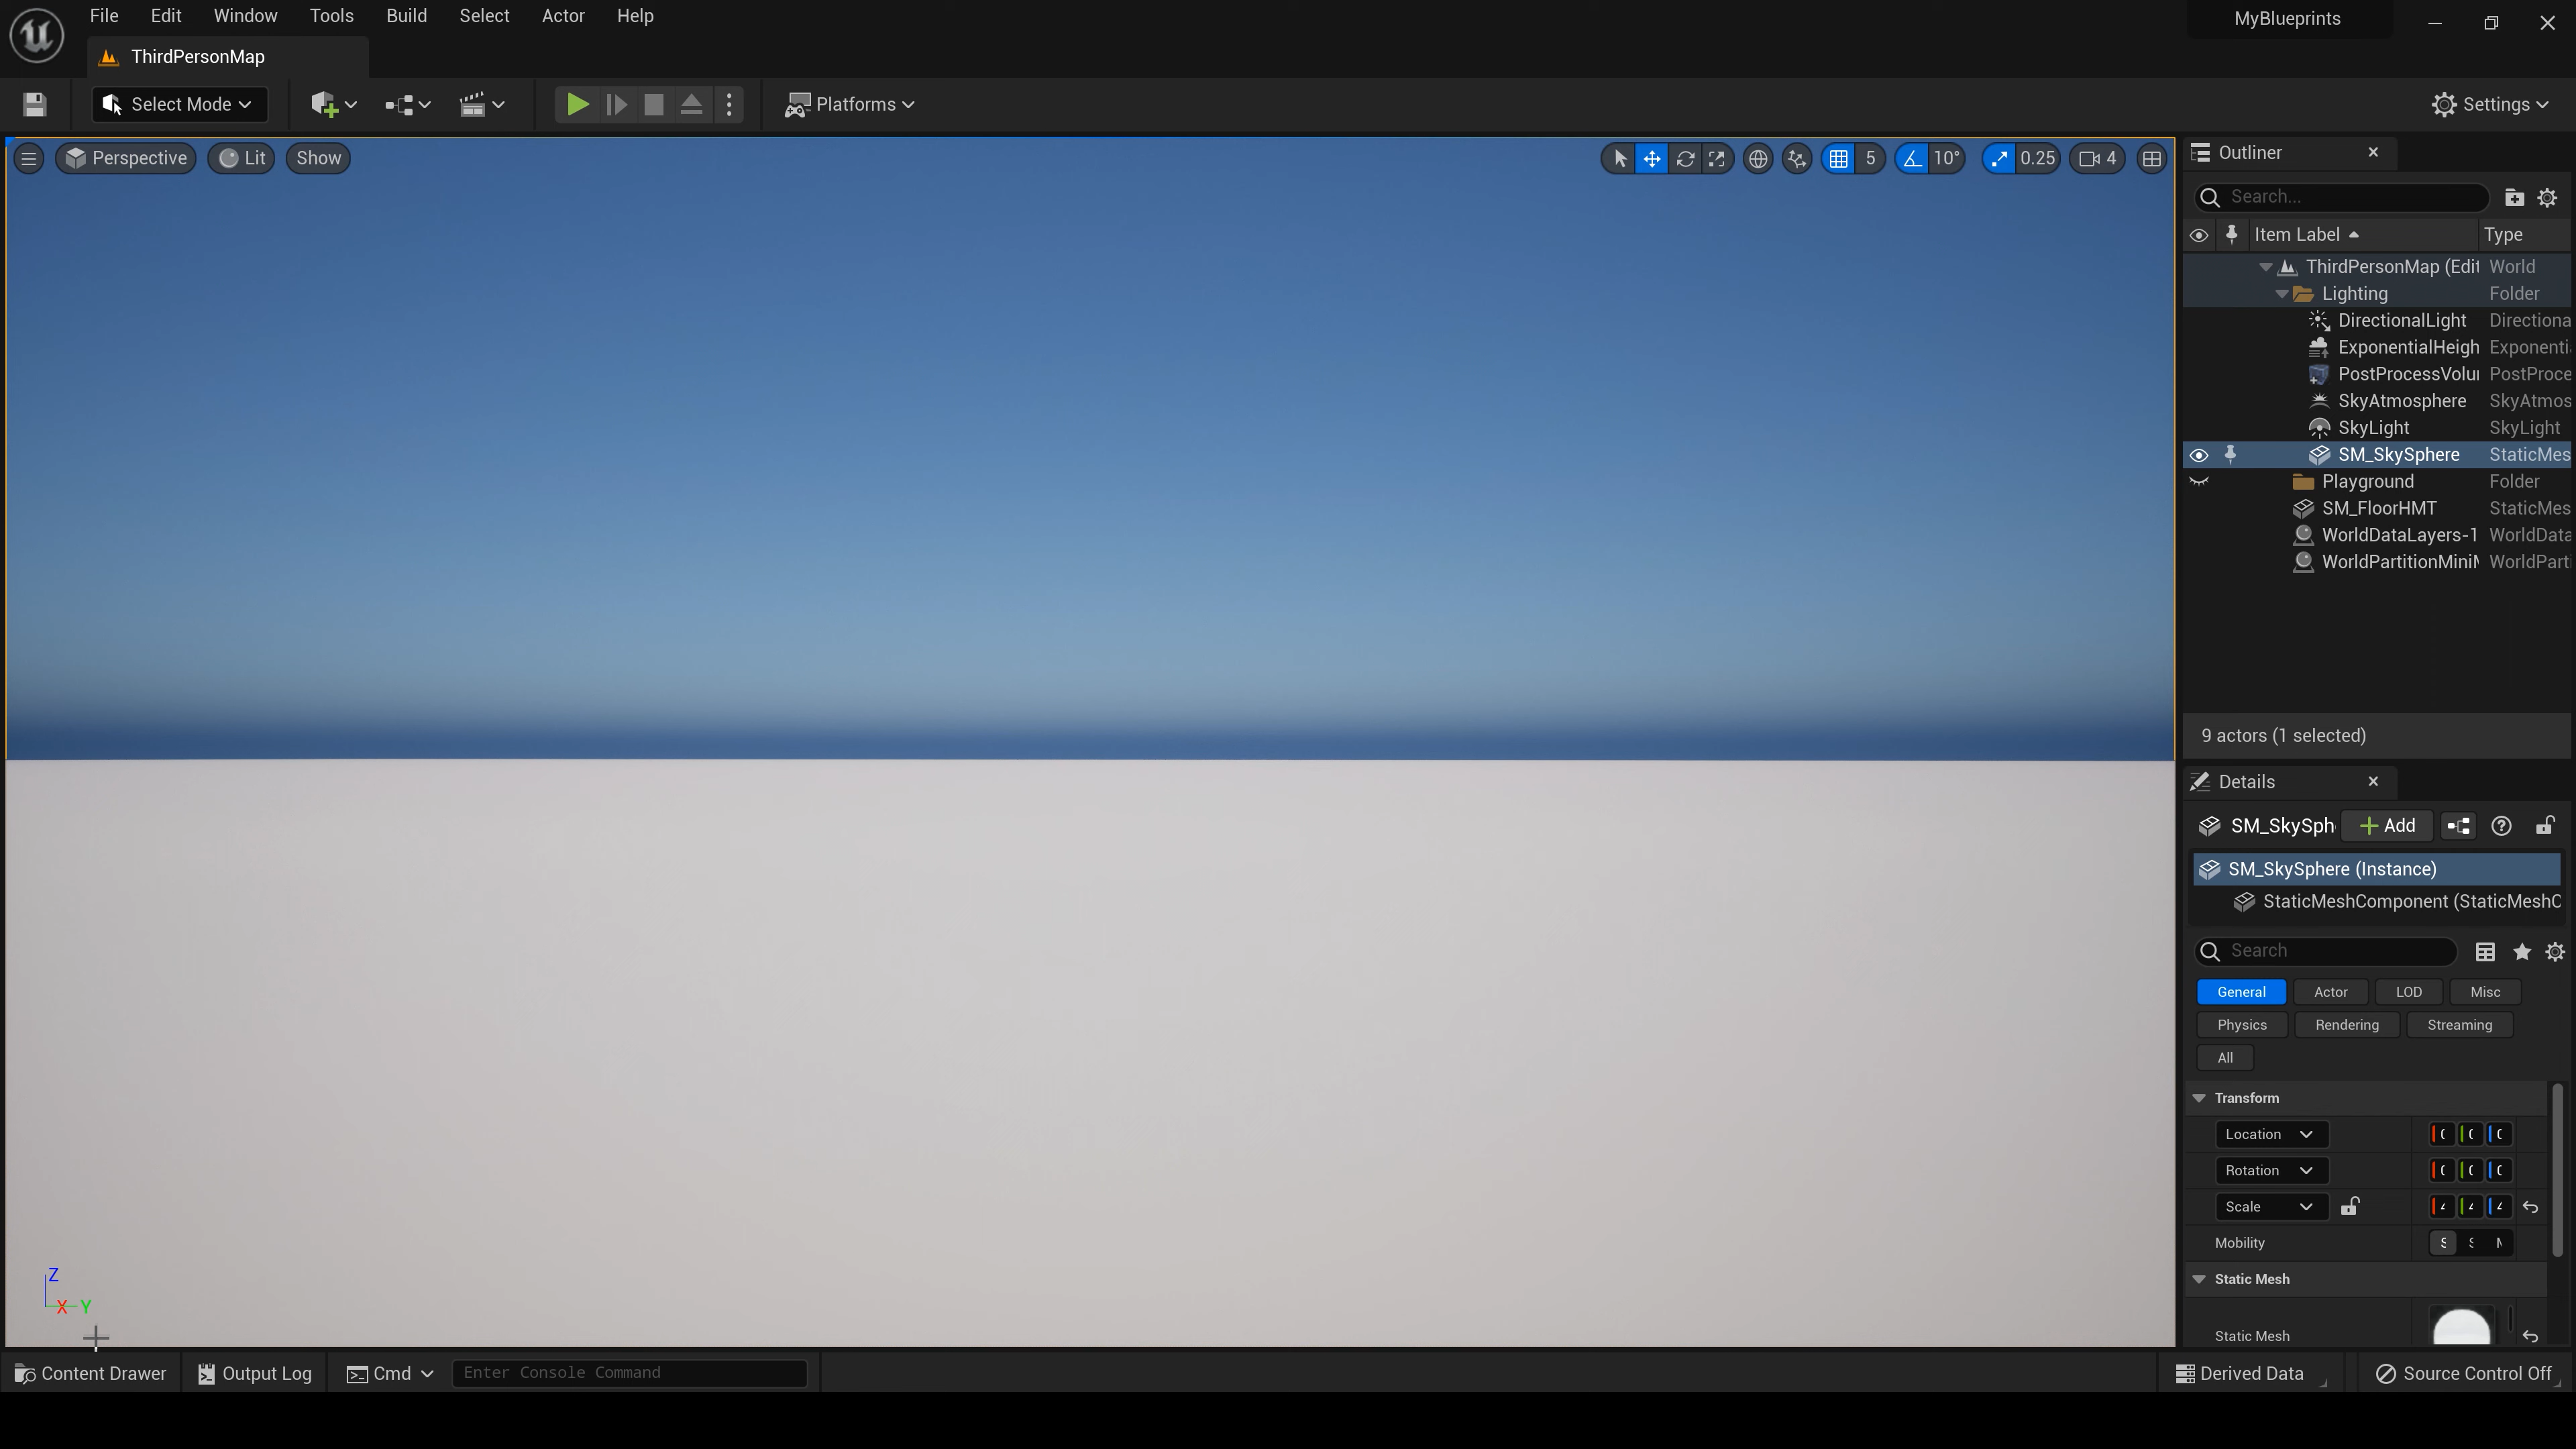 File Edit Window Tools Build Select Actor Help
MyBlueprints
ThirdPersonMap
Select Mode
Platforms
Settings
Perspective Lit Show
5 10° 0.25 4
Outliner
Search...
Item Label Type
ThirdPersonMap (Edit World
Lighting Folder
DirectionalLight Directiona
ExponentialHeigh Exponenti
PostProcessVolu PostProce
SkyAtmosphere SkyAtmos
SkyLight SkyLight
SM_SkySphere StaticMes
Playground Folder
SM_FloorHMT StaticMes
WorldDataLayers-1 WorldData
WorldPartitionMini WorldParti
9 actors (1 selected)
Details
SM_SkySph Add
SM_SkySphere (Instance)
StaticMeshComponent (StaticMeshC
Search
General Actor LOD Misc
Physics Rendering Streaming
All
Transform
Location
Rotation
Scale
Mobility
Static Mesh
Static Mesh
Z
X Y
Content Drawer Output Log Cmd Enter Console Command
Derived Data Source Control Off